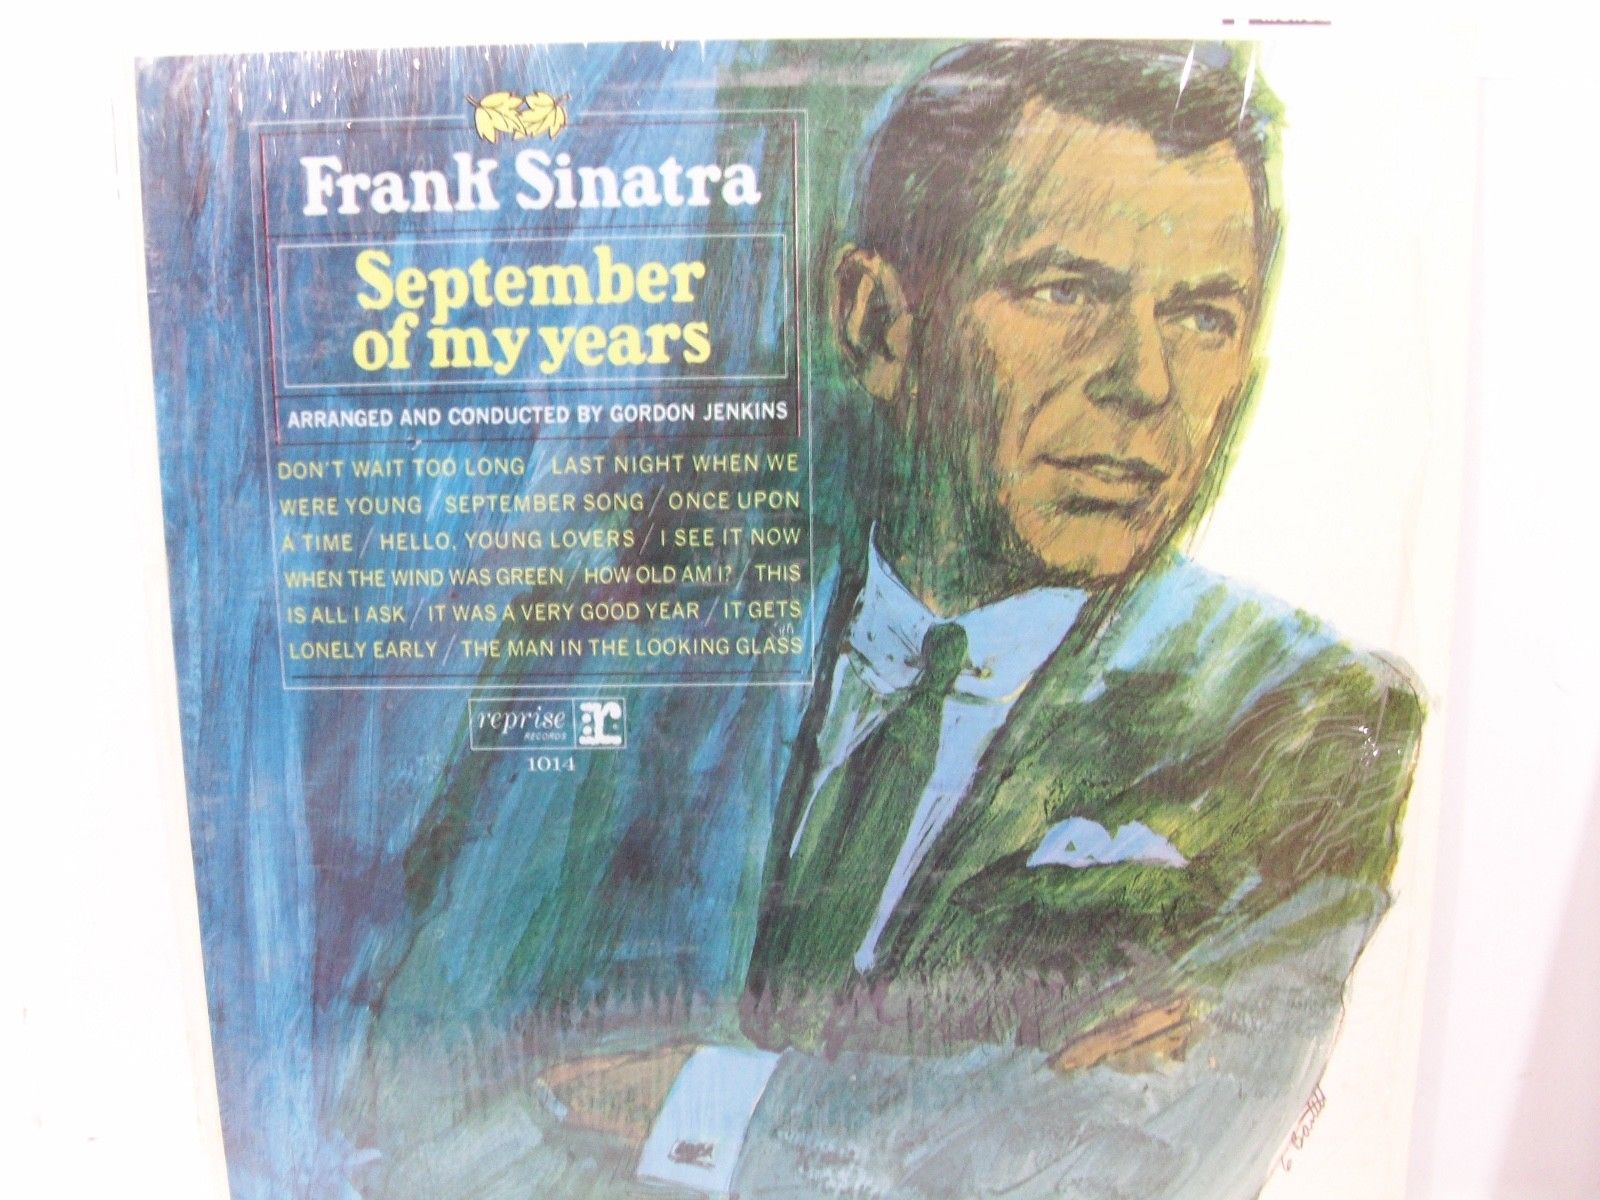 Frank Sinatra
September
of my years
ARRANGED AND CONDUCTED BY GORDON JENKINS
DON'T WAIT TOO LONG / LAST NIGHT WHEN WE
WERE YOUNG / SEPTEMBER SONG / ONCE UPON
A TIME / HELLO, YOUNG LOVERS / I SEE IT NOW
WHEN THE WIND WAS GREEN / HOW OLD AM I? / THIS
IS ALL I ASK / IT WAS A VERY GOOD YEAR / IT GETS
LONELY EARLY / THE MAN IN THE LOOKING GLASS
reprise r
RECORDS
1014